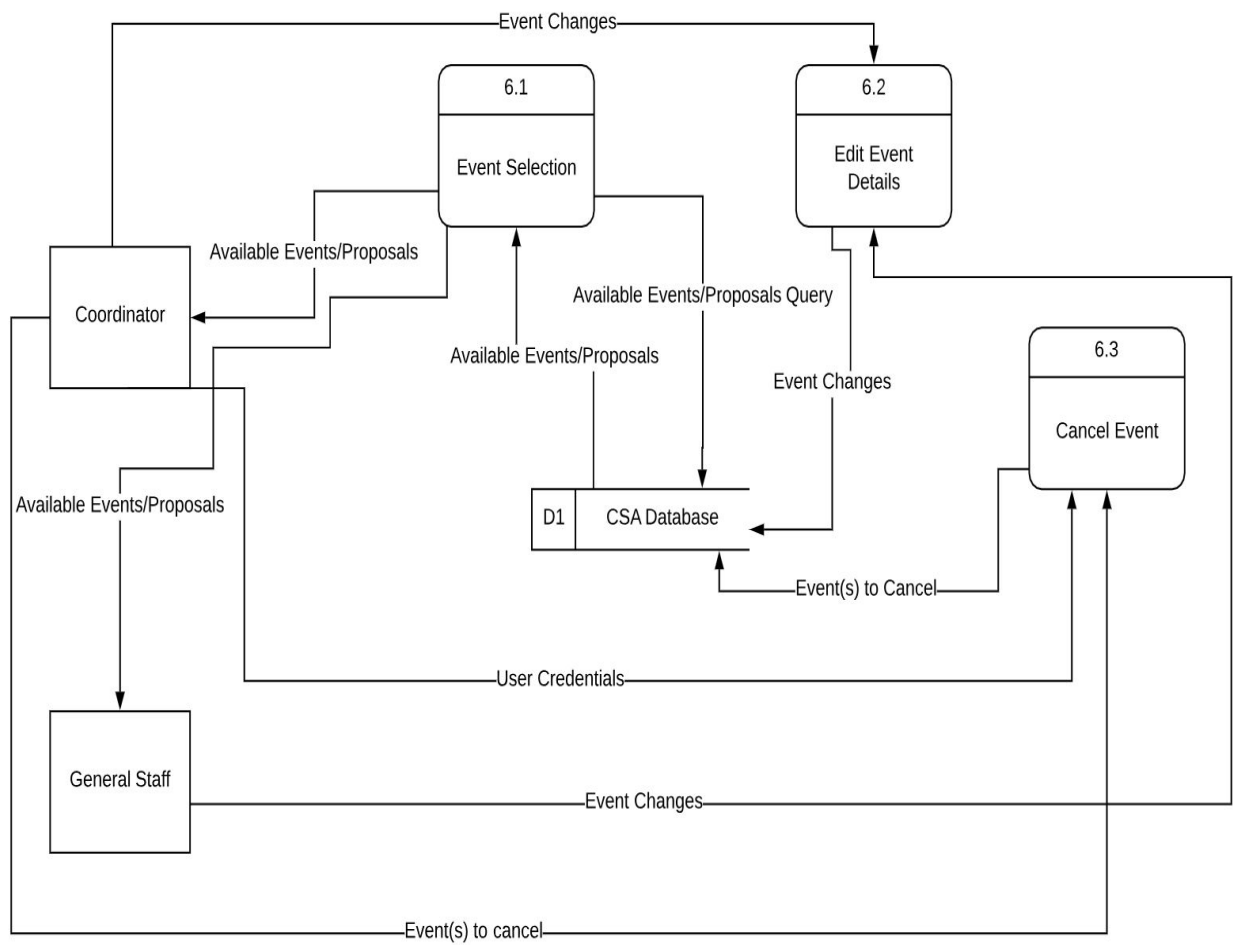 Event Changes
6.1
6.2
Event Selection
Edit Event
Details
Available Events/Proposals
Available Events/Proposals Query
Coordinator
6.3
Available Events/Proposals
Event Changes
Cancel Event
Available Events/Proposals
D1
CSA Database
Event(s) to Cancel
User Credentials
General Staff
Event Changes
Event(s) to cancel